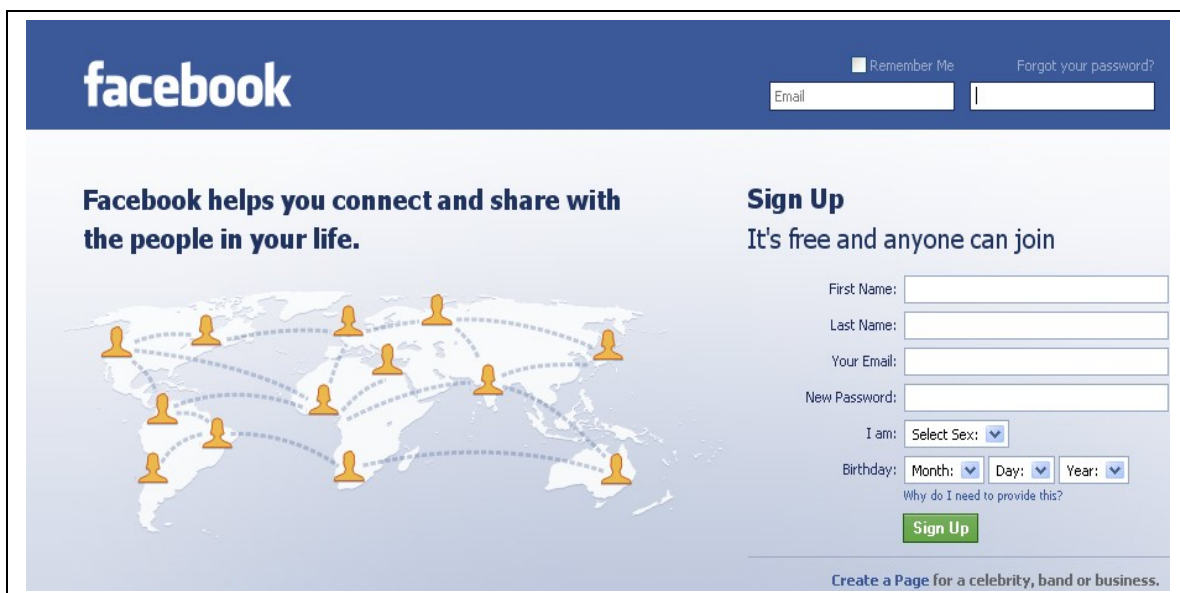 facebook
Remember Me
Forgot your password?
Email
Facebook helps you connect and share with
the people in your life.
Sign Up
It's free and anyone can join
First Name:
Last Name:
Your Email:
New Password:
I am: Select Sex:
Birthday: Month: Day: Year:
Why do I need to provide this?
Sign Up
Create a Page for a celebrity, band or business.